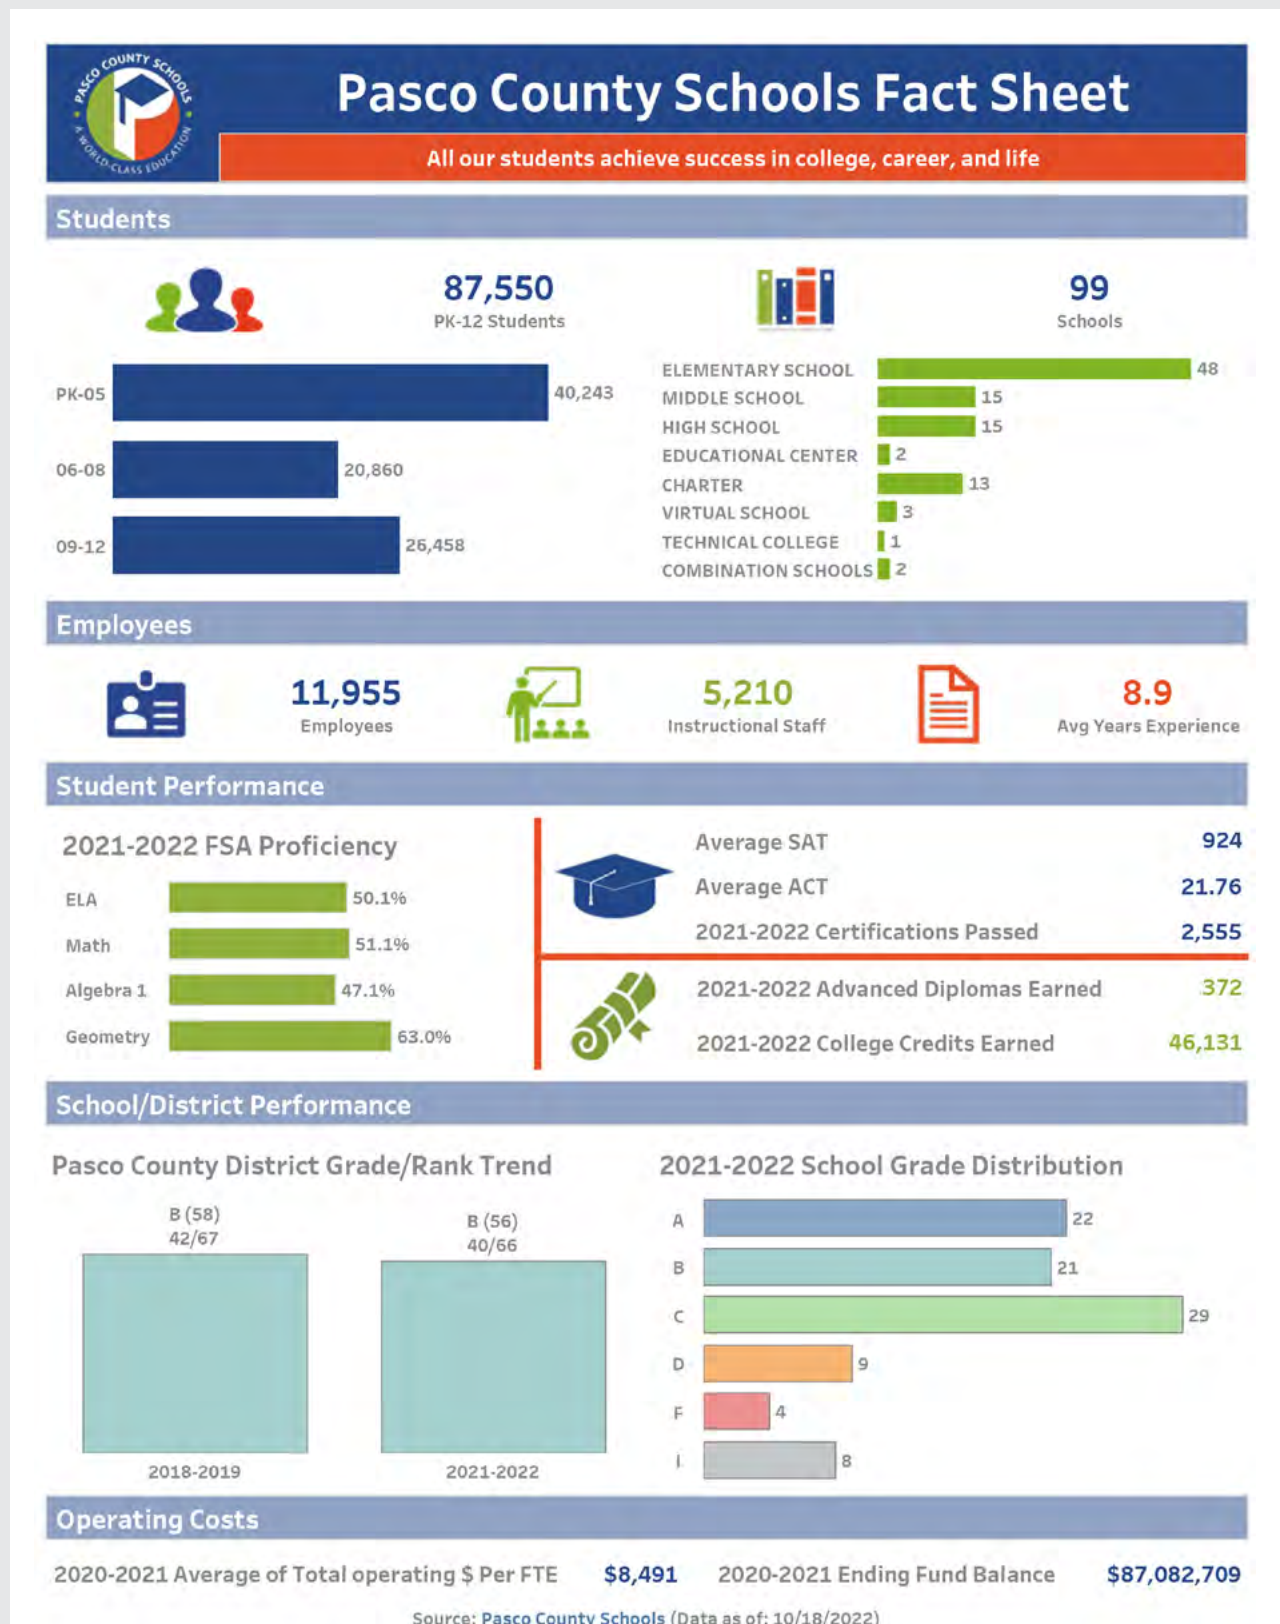 PASCO COUNTY SCHOOLS
A WORLD-CLASS EDUCATION
Pasco County Schools Fact Sheet
All our students achieve success in college, career, and life
Students
87,550
PK-12 Students
99
Schools
PK-05 40,243
06-08 20,860
09-12 26,458
ELEMENTARY SCHOOL 48
MIDDLE SCHOOL 15
HIGH SCHOOL 15
EDUCATIONAL CENTER 2
CHARTER 13
VIRTUAL SCHOOL 3
TECHNICAL COLLEGE 1
COMBINATION SCHOOLS 2
Employees
11,955
Employees
5,210
Instructional Staff
8.9
Avg Years Experience
Student Performance
2021-2022 FSA Proficiency
ELA 50.1%
Math 51.1%
Algebra 1 47.1%
Geometry 63.0%
Average SAT 924
Average ACT 21.76
2021-2022 Certifications Passed 2,555
2021-2022 Advanced Diplomas Earned 372
2021-2022 College Credits Earned 46,131
School/District Performance
Pasco County District Grade/Rank Trend
B (58)
42/67
2018-2019
B (56)
40/66
2021-2022
2021-2022 School Grade Distribution
A 22
B 21
C 29
D 9
F 4
I 8
Operating Costs
2020-2021 Average of Total operating $ Per FTE $8,491 2020-2021 Ending Fund Balance $87,082,709
Source: Pasco County Schools (Data as of: 10/18/2022)